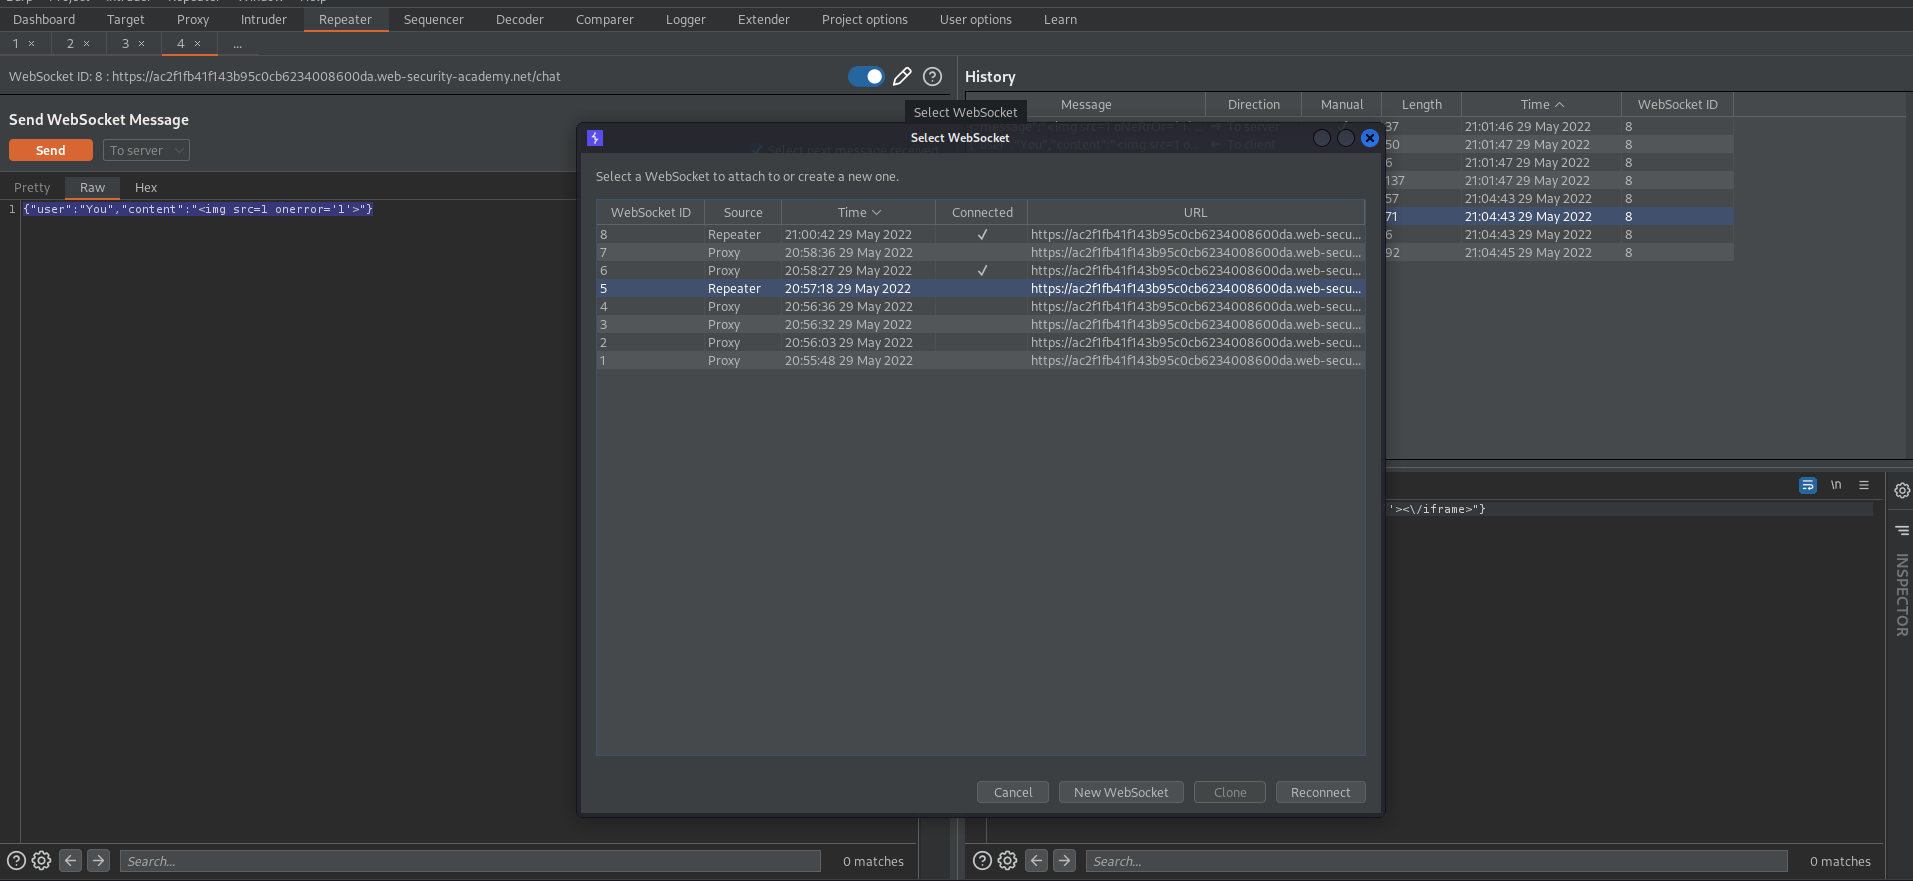 Dashboard Target Proxy Intruder Repeater Sequencer Decoder Comparer Logger Extender Project options User options Learn
1 × 2 × 3 × 4 × ...
WebSocket ID: 8 : https://ac2f1fb41f143b95c0cb6234008600da.web-security-academy.net/chat
Send WebSocket Message
Send To server
Pretty Raw Hex
1 {"user":"You","content":"<img src=1 onerror='1'>"}
Search...
0 matches
History
Message Direction Manual Length Time WebSocket ID
37 21:01:46 29 May 2022 8
50 21:01:47 29 May 2022 8
6 21:01:47 29 May 2022 8
137 21:01:47 29 May 2022 8
57 21:04:43 29 May 2022 8
71 21:04:43 29 May 2022 8
6 21:04:43 29 May 2022 8
92 21:04:45 29 May 2022 8
Select WebSocket
Select WebSocket
Select a WebSocket to attach to or create a new one.
WebSocket ID Source Time Connected URL
8 Repeater 21:00:42 29 May 2022 ✓ https://ac2f1fb41f143b95c0cb6234008600da.web-secu...
7 Proxy 20:58:36 29 May 2022 https://ac2f1fb41f143b95c0cb6234008600da.web-secu...
6 Proxy 20:58:27 29 May 2022 ✓ https://ac2f1fb41f143b95c0cb6234008600da.web-secu...
5 Repeater 20:57:18 29 May 2022 https://ac2f1fb41f143b95c0cb6234008600da.web-secu...
4 Proxy 20:56:36 29 May 2022 https://ac2f1fb41f143b95c0cb6234008600da.web-secu...
3 Proxy 20:56:32 29 May 2022 https://ac2f1fb41f143b95c0cb6234008600da.web-secu...
2 Proxy 20:56:03 29 May 2022 https://ac2f1fb41f143b95c0cb6234008600da.web-secu...
1 Proxy 20:55:48 29 May 2022 https://ac2f1fb41f143b95c0cb6234008600da.web-secu...
Cancel New WebSocket Clone Reconnect
\n
'><\/iframe>"}
INSPECTOR
Search...
0 matches